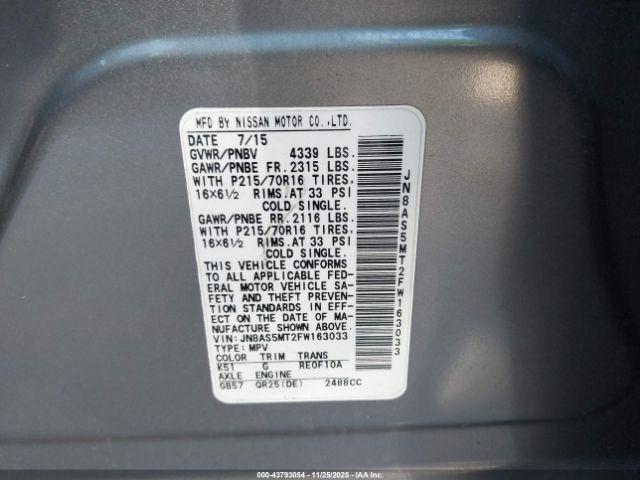 MFD BY NISSAN MOTOR CO.,LTD.
DATE 7/15
GVWR/PNBV 4339 LBS.
GAWR/PNBE FR. 2315 LBS.
WITH P215/70R16 TIRES,
16X6½ RIMS.AT 33 PSI
COLD SINGLE.
GAWR/PNBE RR. 2116 LBS.
WITH P215/70R16 TIRES,
16X6½ RIMS.AT 33 PSI
COLD SINGLE.
THIS VEHICLE CONFORMS
TO ALL APPLICABLE FED-
ERAL MOTOR VEHICLE SA-
FETY AND THEFT PREVEN-
TION STANDARDS IN EFF-
ECT ON THE DATE OF MA-
NUFACTURE SHOWN ABOVE.
VIN:JN8AS5MT2FW163033
TYPE: MPV
COLOR TRIM TRANS
K51 G RE0F10A
AXLE ENGINE
GB57 QR25(DE) 2488CC
JN8AS5MT2FW163033
000-43793054 - 11/25/2025 - IAA Inc.